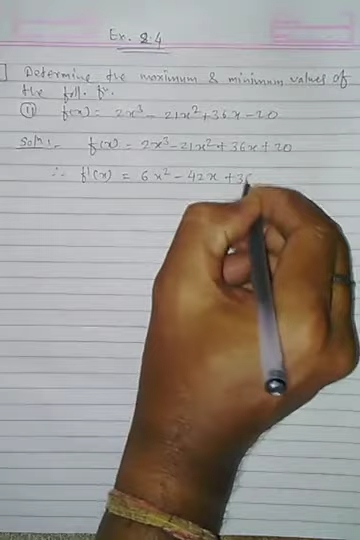 Ex. 2.4
Determine the maximum & minimum values of
the foll. fn.
① f(x) = 2x³ - 21x² + 36x - 20
Soln:- f(x) = 2x³ - 21x² + 36x + 20
∴ f'(x) = 6x² - 42x + 36